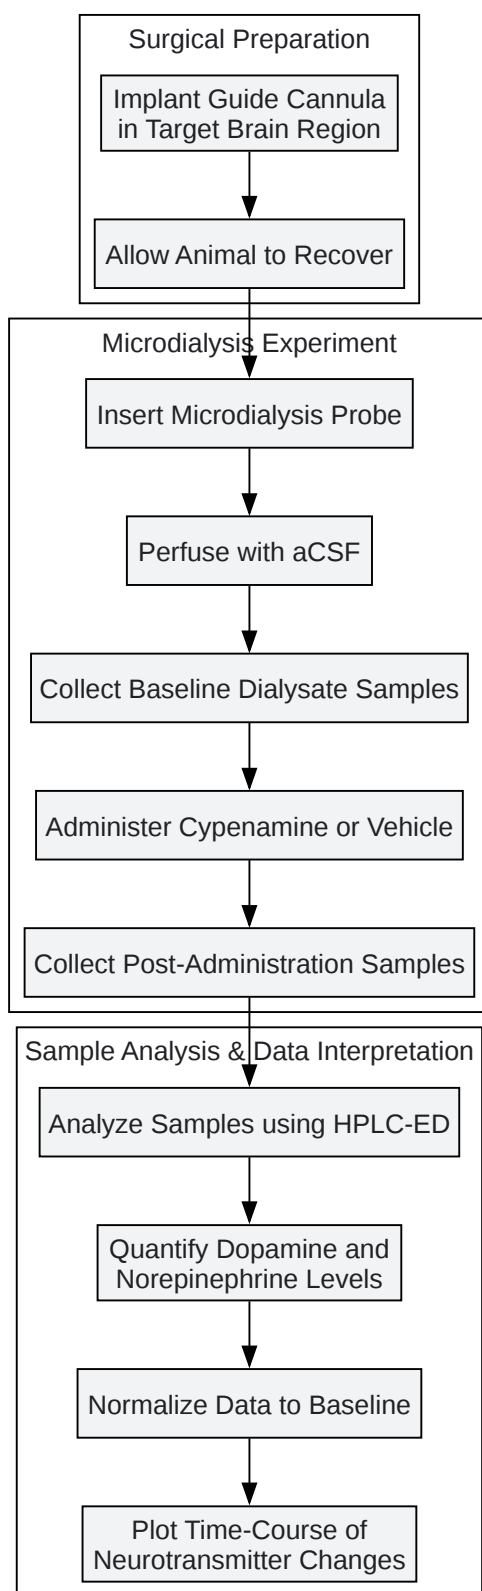 Surgical Preparation
Implant Guide Cannula
in Target Brain Region
Allow Animal to Recover
Microdialysis Experiment
Insert Microdialysis Probe
Perfuse with aCSF
Collect Baseline Dialysate Samples
Administer Cypenamine or Vehicle
Collect Post-Administration Samples
Sample Analysis & Data Interpretation
Analyze Samples using HPLC-ED
Quantify Dopamine and
Norepinephrine Levels
Normalize Data to Baseline
Plot Time-Course of
Neurotransmitter Changes